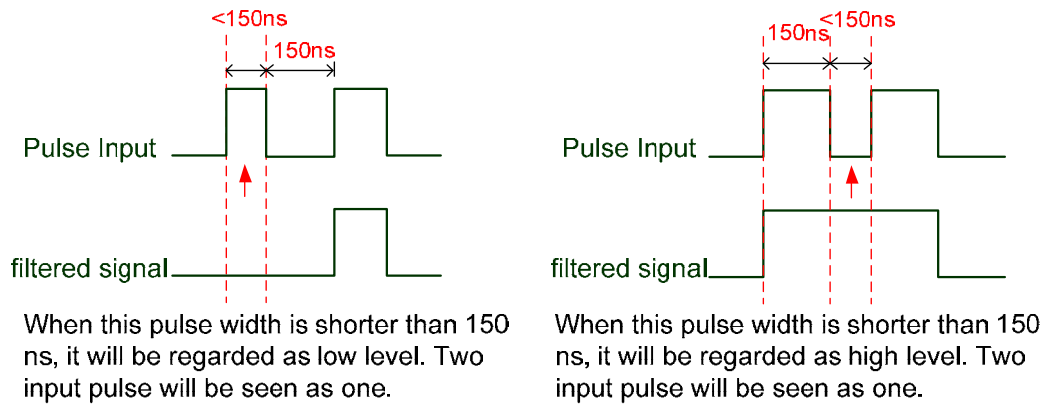 <150ns
150ns
Pulse Input
filtered signal
When this pulse width is shorter than 150
ns, it will be regarded as low level. Two
input pulse will be seen as one.
<150ns
150ns
Pulse Input
filtered signal
When this pulse width is shorter than 150
ns, it will be regarded as high level. Two
input pulse will be seen as one.